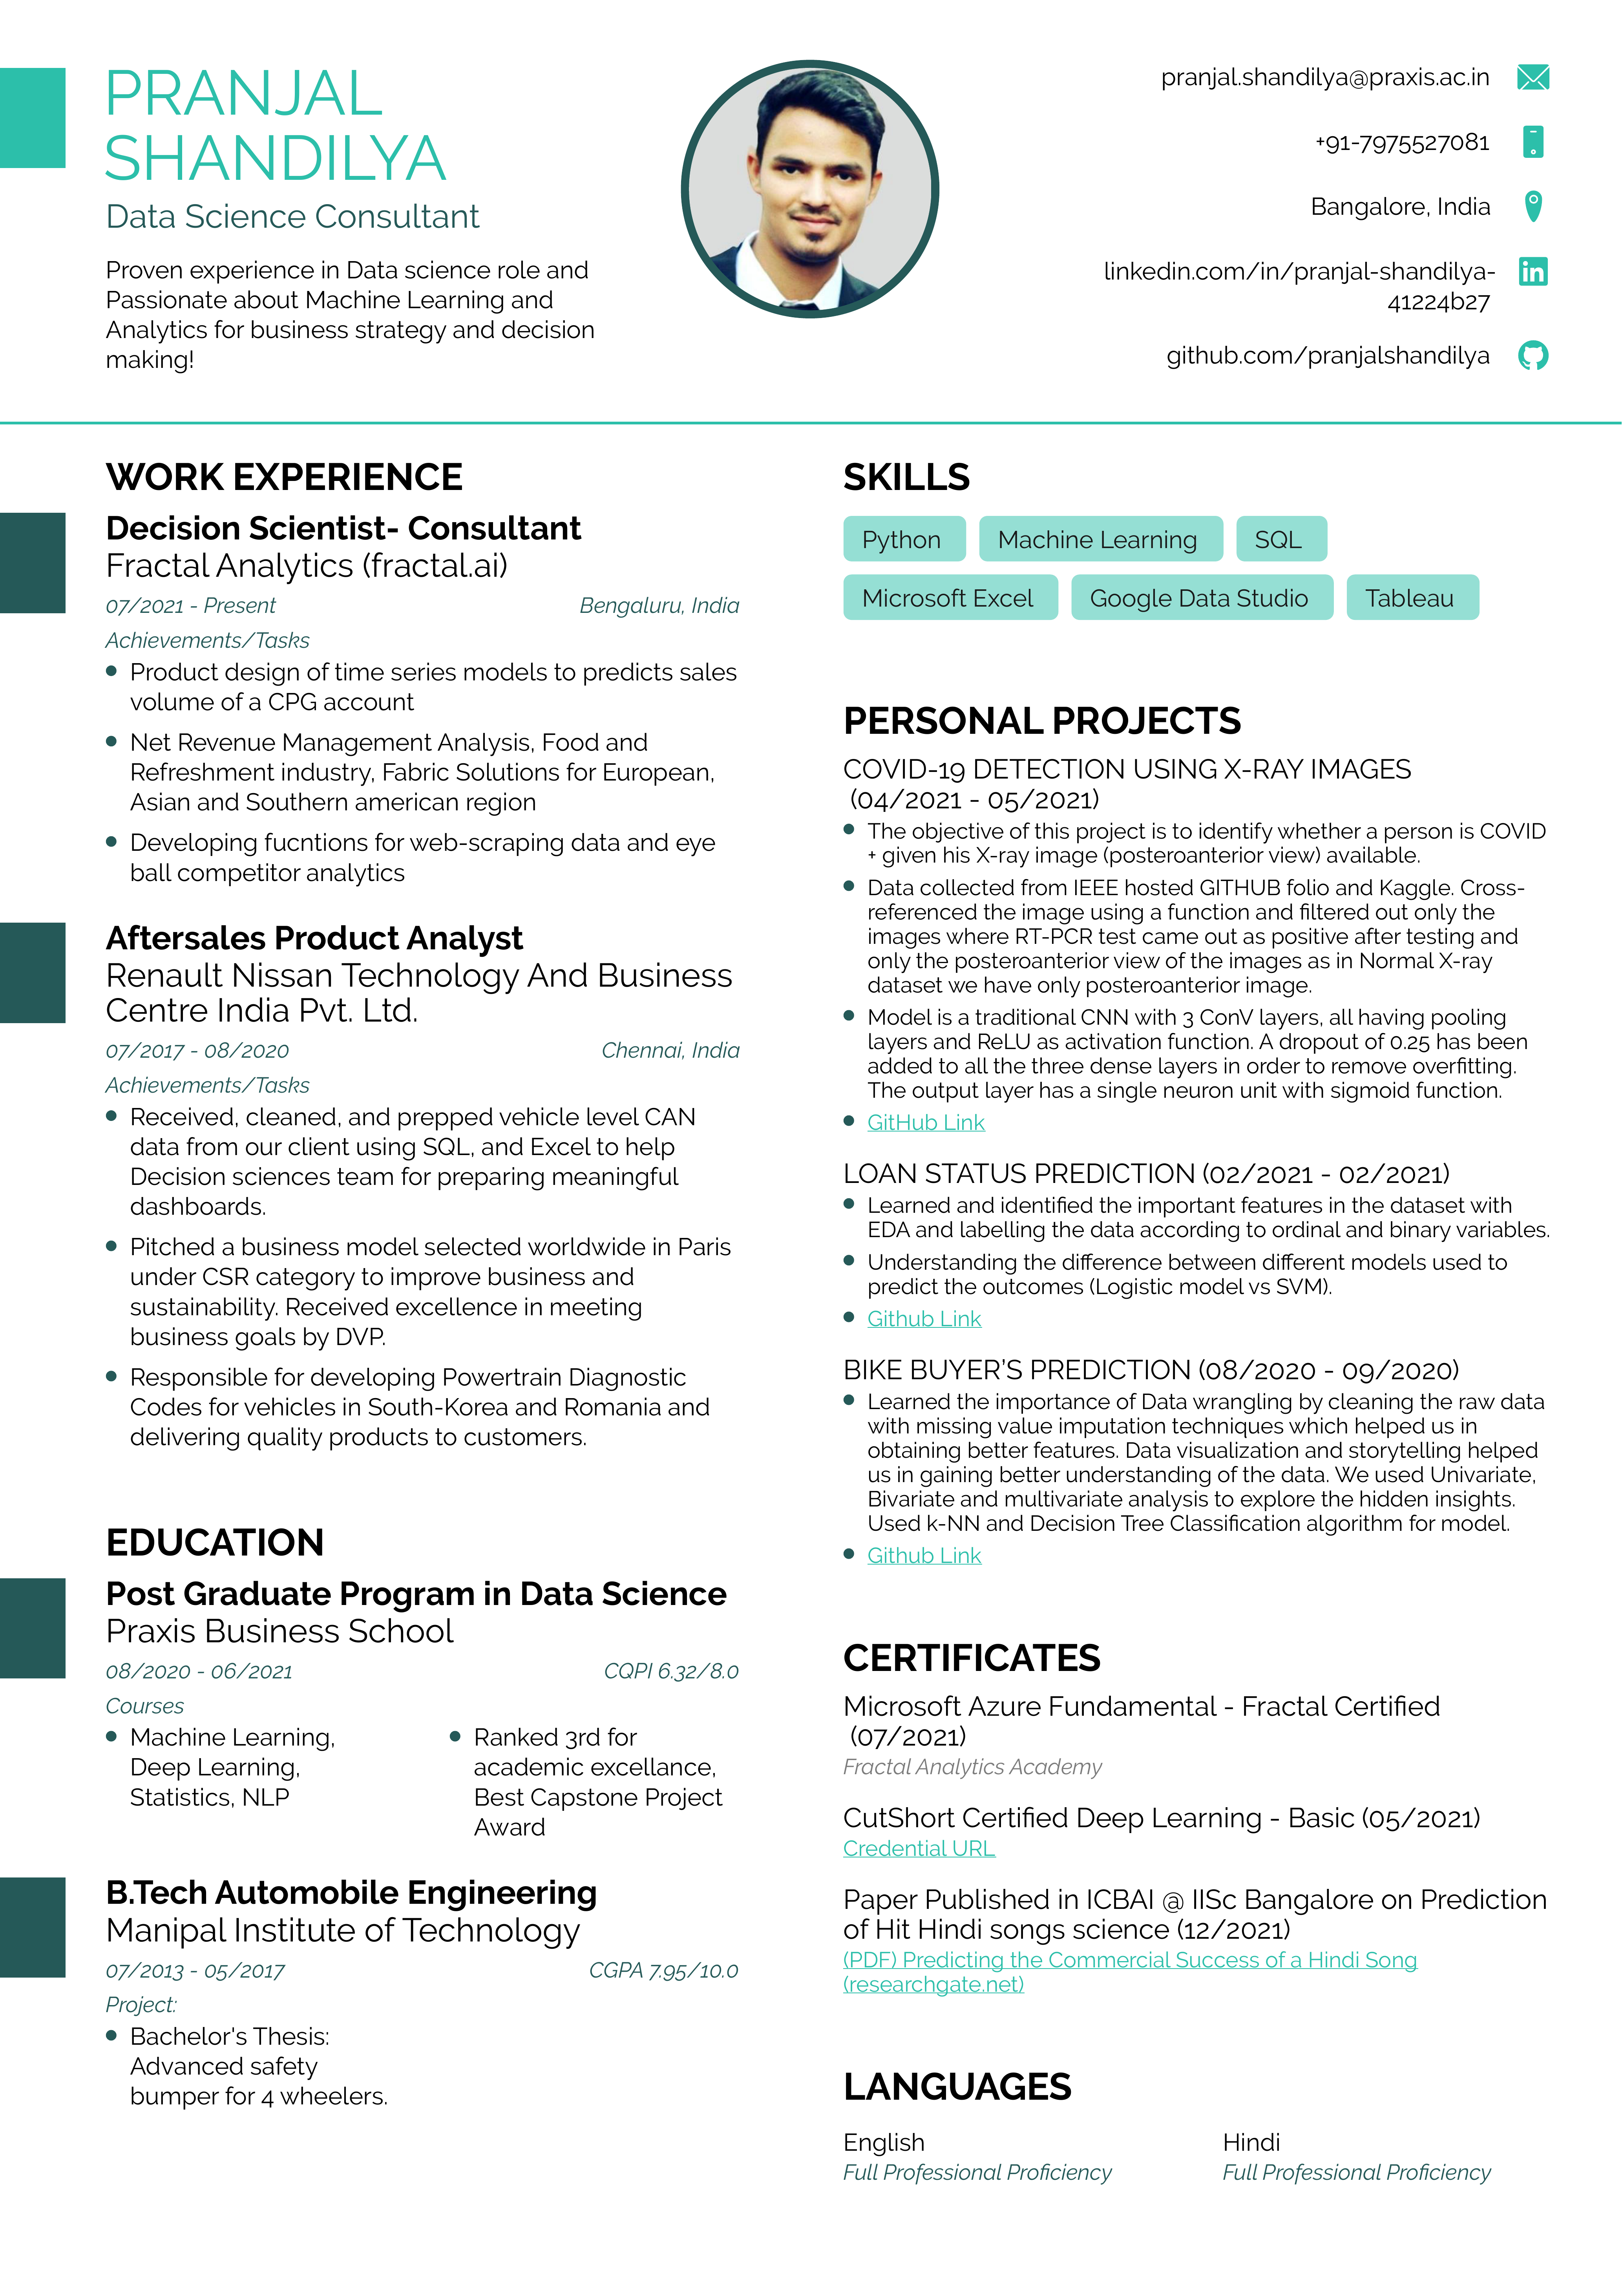 PRANJAL
SHANDILYA
Data Science Consultant
Proven experience in Data science role and
Passionate about Machine Learning and
Analytics for business strategy and decision
making!
pranjal.shandilya@praxis.ac.in
+91-7975527081
Bangalore, India
linkedin.com/in/pranjal-shandilya-
41224b27
github.com/pranjalshandilya
WORK EXPERIENCE
Decision Scientist- Consultant
Fractal Analytics (fractal.ai)
07/2021 - Present
Bengaluru, India
Achievements/Tasks
Product design of time series models to predicts sales
volume of a CPG account
Net Revenue Management Analysis, Food and
Refreshment industry, Fabric Solutions for European,
Asian and Southern american region
Developing fucntions for web-scraping data and eye
ball competitor analytics
Aftersales Product Analyst
Renault Nissan Technology And Business
Centre India Pvt. Ltd.
07/2017 - 08/2020
Chennai, India
Achievements/Tasks
Received, cleaned, and prepped vehicle level CAN
data from our client using SQL, and Excel to help
Decision sciences team for preparing meaningful
dashboards.
Pitched a business model selected worldwide in Paris
under CSR category to improve business and
sustainability. Received excellence in meeting
business goals by DVP.
Responsible for developing Powertrain Diagnostic
Codes for vehicles in South-Korea and Romania and
delivering quality products to customers.
EDUCATION
Post Graduate Program in Data Science
Praxis Business School
08/2020 - 06/2021
CQPI 6.32/8.0
Courses
Machine Learning,
Deep Learning,
Statistics, NLP
Ranked 3rd for
academic excellance,
Best Capstone Project
Award
B.Tech Automobile Engineering
Manipal Institute of Technology
07/2013 - 05/2017
CGPA 7.95/10.0
Project:
Bachelor's Thesis:
Advanced safety
bumper for 4 wheelers.
SKILLS
Python
Machine Learning
SQL
Microsoft Excel
Google Data Studio
Tableau
PERSONAL PROJECTS
COVID-19 DETECTION USING X-RAY IMAGES
(04/2021 - 05/2021)
The objective of this project is to identify whether a person is COVID
+ given his X-ray image (posteroanterior view) available.
Data collected from IEEE hosted GITHUB folio and Kaggle. Cross-
referenced the image using a function and filtered out only the
images where RT-PCR test came out as positive after testing and
only the posteroanterior view of the images as in Normal X-ray
dataset we have only posteroanterior image.
Model is a traditional CNN with 3 ConV layers, all having pooling
layers and ReLU as activation function. A dropout of 0.25 has been
added to all the three dense layers in order to remove overfitting.
The output layer has a single neuron unit with sigmoid function.
GitHub Link
LOAN STATUS PREDICTION (02/2021 - 02/2021)
Learned and identified the important features in the dataset with
EDA and labelling the data according to ordinal and binary variables.
Understanding the difference between different models used to
predict the outcomes (Logistic model vs SVM).
Github Link
BIKE BUYER’S PREDICTION (08/2020 - 09/2020)
Learned the importance of Data wrangling by cleaning the raw data
with missing value imputation techniques which helped us in
obtaining better features. Data visualization and storytelling helped
us in gaining better understanding of the data. We used Univariate,
Bivariate and multivariate analysis to explore the hidden insights.
Used k-NN and Decision Tree Classification algorithm for model.
Github Link
CERTIFICATES
Microsoft Azure Fundamental - Fractal Certified
(07/2021)
Fractal Analytics Academy
CutShort Certified Deep Learning - Basic (05/2021)
Credential URL
Paper Published in ICBAI @ IISc Bangalore on Prediction
of Hit Hindi songs science (12/2021)
(PDF) Predicting the Commercial Success of a Hindi Song
(researchgate.net)
LANGUAGES
English
Full Professional Proficiency
Hindi
Full Professional Proficiency